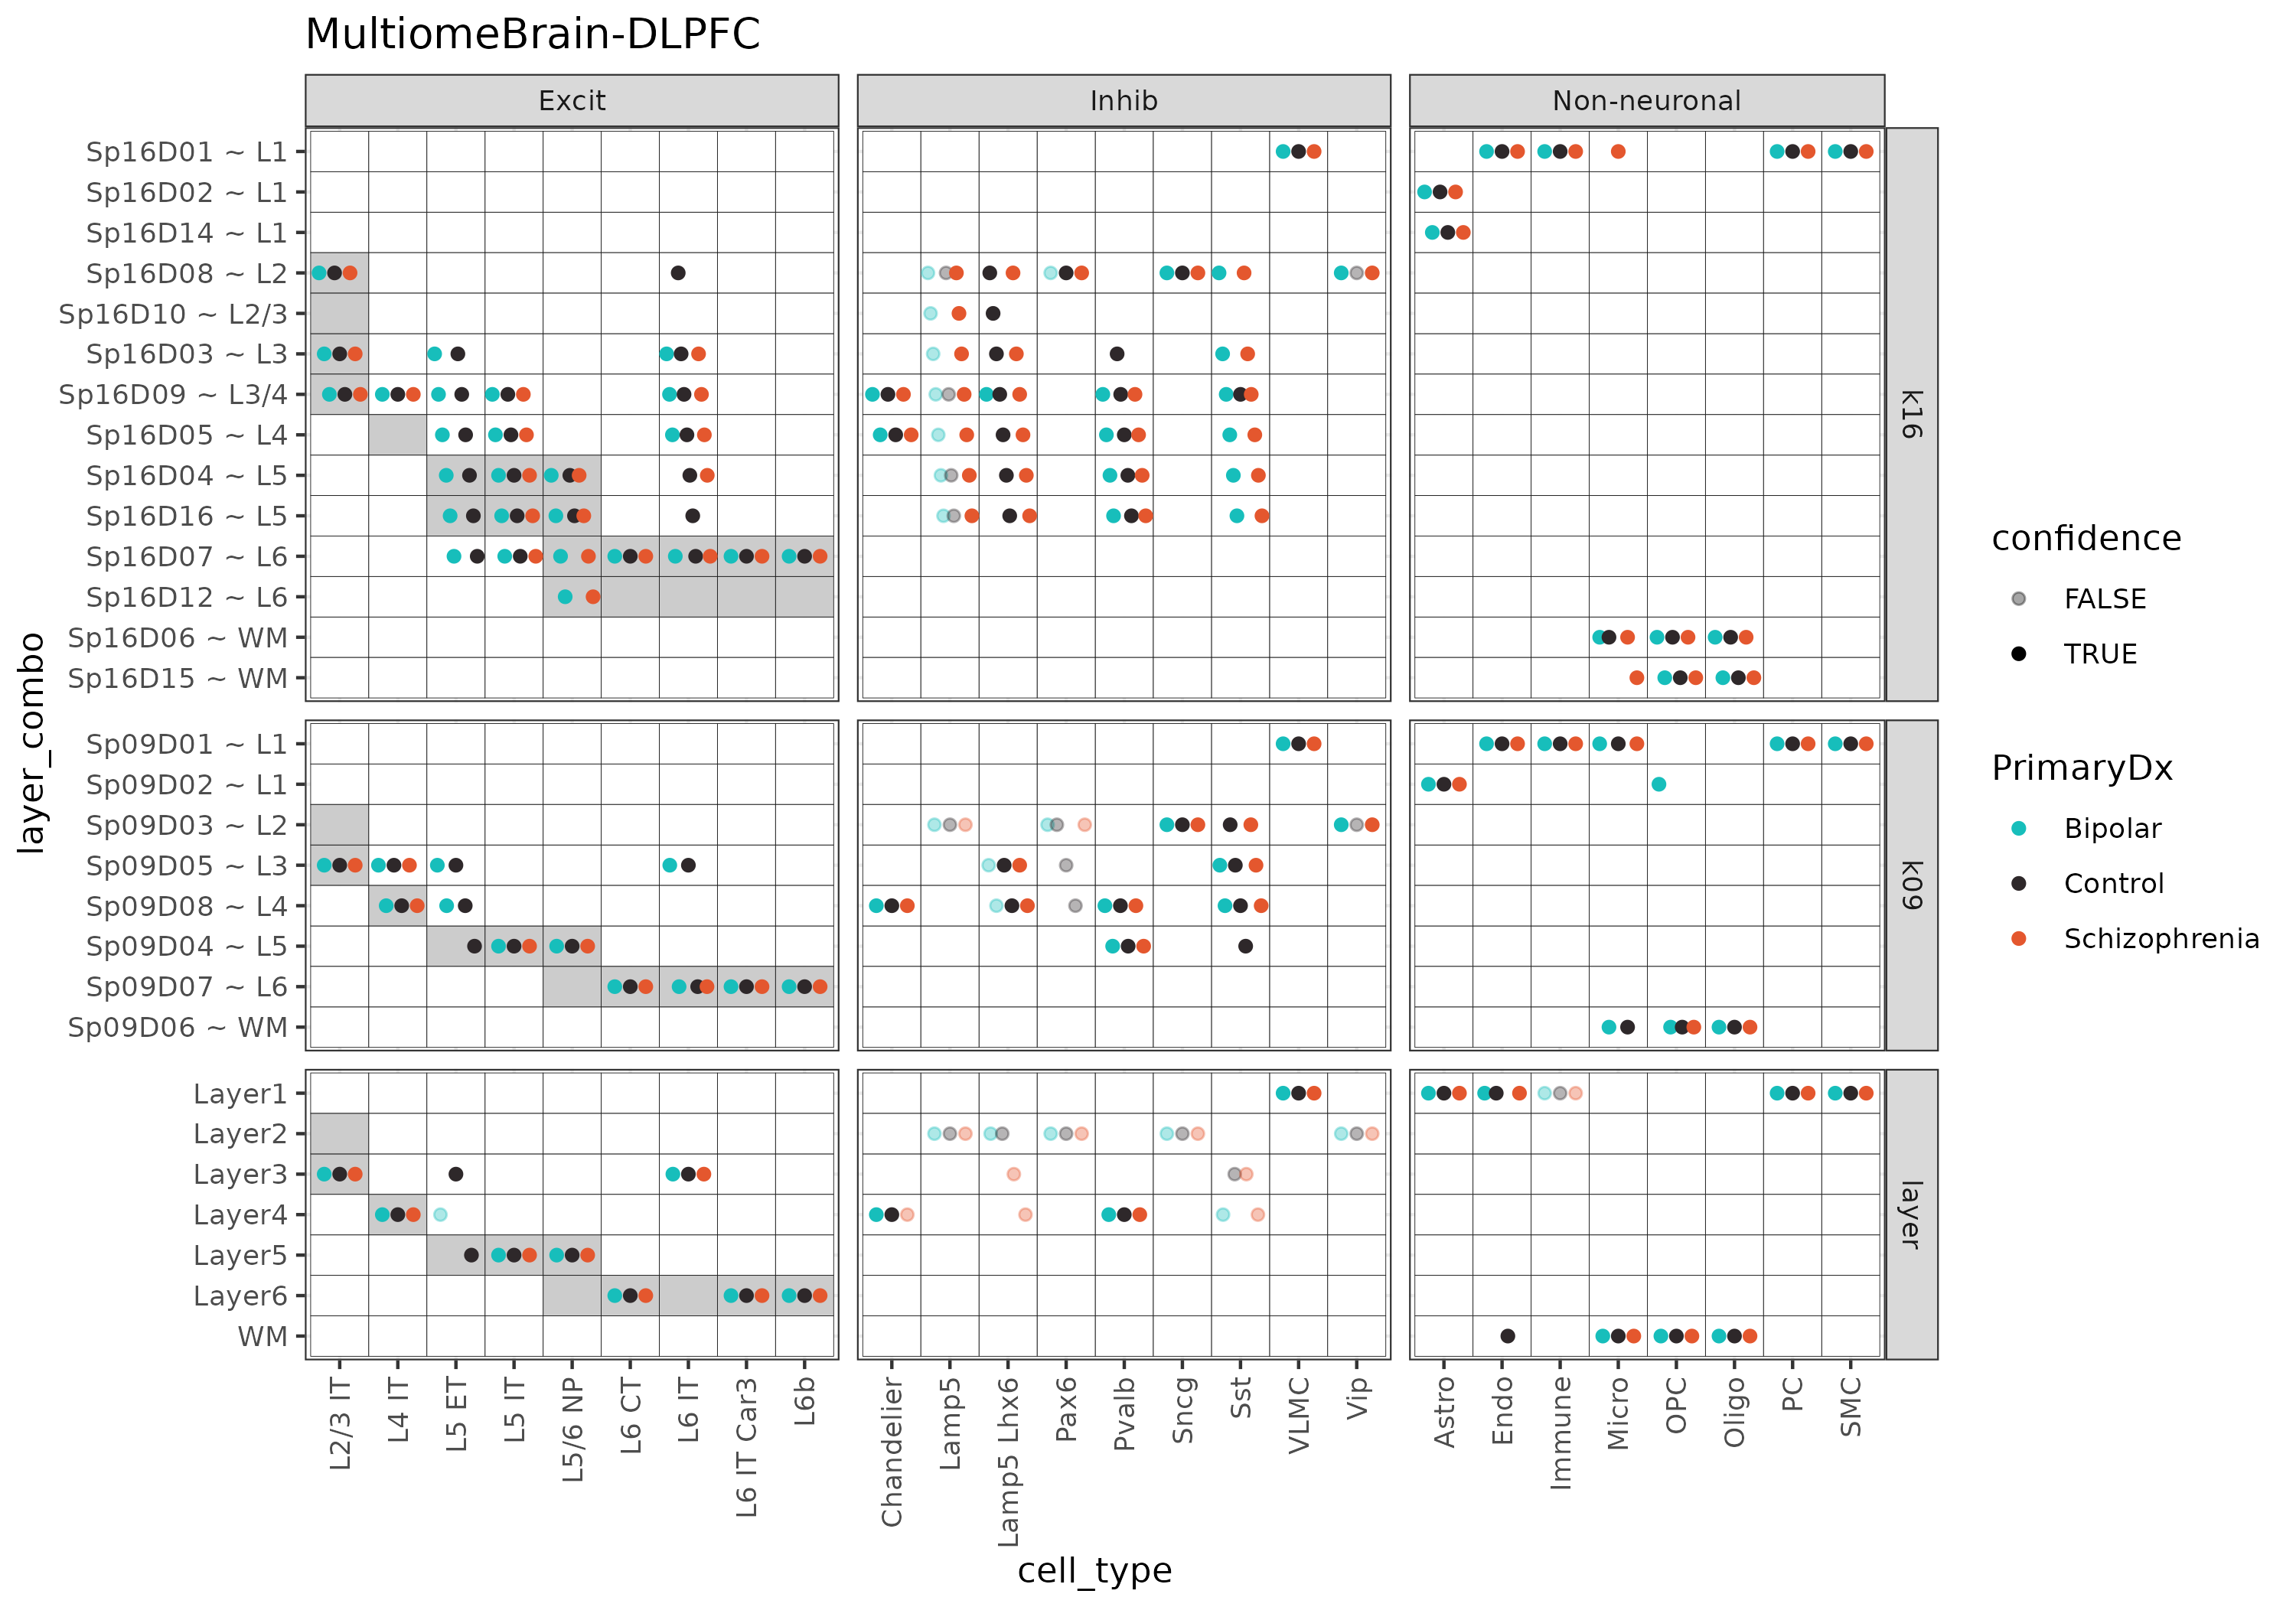 MultiomeBrain-DLPFC
Excit
Inhib
Non-neuronal
Sp16D01 ~ L1
Sp16D02 ~ L1
Sp16D14 ~ L1
Sp16D08 ~ L2
Sp16D10 ~ L2/3
Sp16D03 ~ L3
Sp16D09 ~ L3/4
Sp16D05 ~ L4
Sp16D04 ~ L5
Sp16D16 ~ L5
Sp16D07 ~ L6
Sp16D12 ~ L6
Sp16D06 ~ WM
Sp16D15 ~ WM
k16
Sp09D01 ~ L1
Sp09D02 ~ L1
Sp09D03 ~ L2
Sp09D05 ~ L3
Sp09D08 ~ L4
Sp09D04 ~ L5
Sp09D07 ~ L6
Sp09D06 ~ WM
k09
Layer1
Layer2
Layer3
Layer4
Layer5
Layer6
WM
layer
layer_combo
L2/3 IT
L4 IT
L5 ET
L5 IT
L5/6 NP
L6 CT
L6 IT
L6 IT Car3
L6b
Chandelier
Lamp5
Lamp5 Lhx6
Pax6
Pvalb
Sncg
Sst
VLMC
Vip
Astro
Endo
Immune
Micro
OPC
Oligo
PC
SMC
cell_type
confidence
FALSE
TRUE
PrimaryDx
Bipolar
Control
Schizophrenia